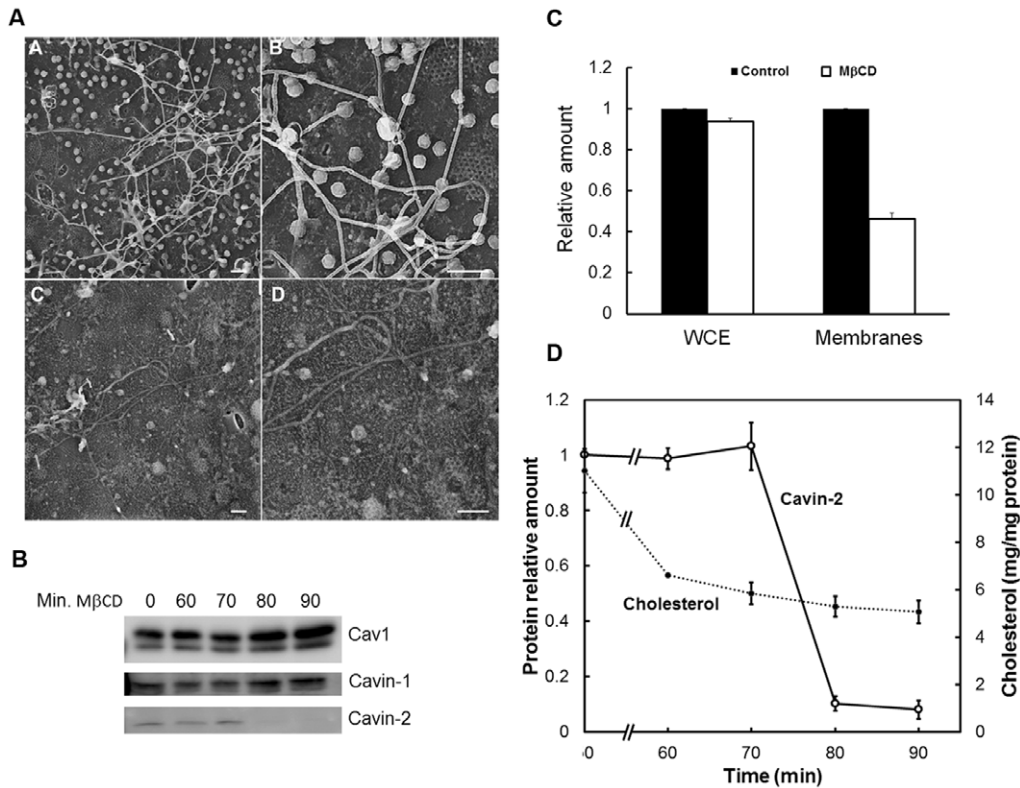 A
A
B
C
D
B
Min. MβCD 0 60 70 80 90
Cav1
Cavin-1
Cavin-2
C
Control MβCD
Relative amount
1.2
1
0.8
0.6
0.4
0.2
0
WCE Membranes
D
Protein relative amount
1.2
1
0.8
0.6
0.4
0.2
0
Cavin-2
Cholesterol
14
12
10
8
6
4
2
0
Cholesterol (mg/mg protein)
0 60 70 80 90
Time (min)